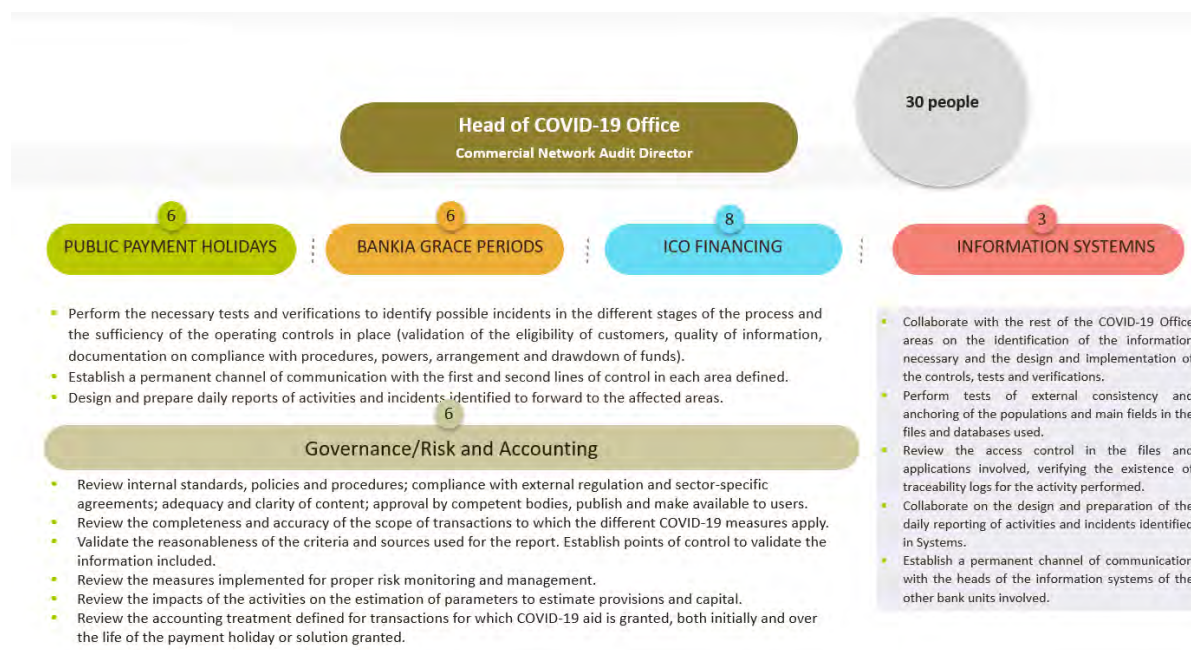 30 people
Head of COVID-19 Office
Commercial Network Audit Director
6
PUBLIC PAYMENT HOLIDAYS
6
BANKIA GRACE PERIODS
8
ICO FINANCING
3
INFORMATION SYSTEMNS
Perform the necessary tests and verifications to identify possible incidents in the different stages of the process and
the sufficiency of the operating controls in place (validation of the eligibility of customers, quality of information,
documentation on compliance with procedures, powers, arrangement and drawdown of funds).
Establish a permanent channel of communication with the first and second lines of control in each area defined.
Design and prepare daily reports of activities and incidents identified to forward to the affected areas.
6
Governance/Risk and Accounting
Review internal standards, policies and procedures; compliance with external regulation and sector-specific
agreements; adequacy and clarity of content; approval by competent bodies, publish and make available to users.
Review the completeness and accuracy of the scope of transactions to which the different COVID-19 measures apply.
Validate the reasonableness of the criteria and sources used for the report. Establish points of control to validate the
information included.
Review the measures implemented for proper risk monitoring and management.
Review the impacts of the activities on the estimation of parameters to estimate provisions and capital.
Review the accounting treatment defined for transactions for which COVID-19 aid is granted, both initially and over
the life of the payment holiday or solution granted.
Collaborate with the rest of the COVID-19 Office
areas on the identification of the information
necessary and the design and implementation of
the controls, tests and verifications.
Perform tests of external consistency and
anchoring of the populations and main fields in the
files and databases used.
Review the access control in the files and
applications involved, verifying the existence of
traceability logs for the activity performed.
Collaborate on the design and preparation of the
daily reporting of activities and incidents identified
in Systems.
Establish a permanent channel of communication
with the heads of the information systems of the
other bank units involved.